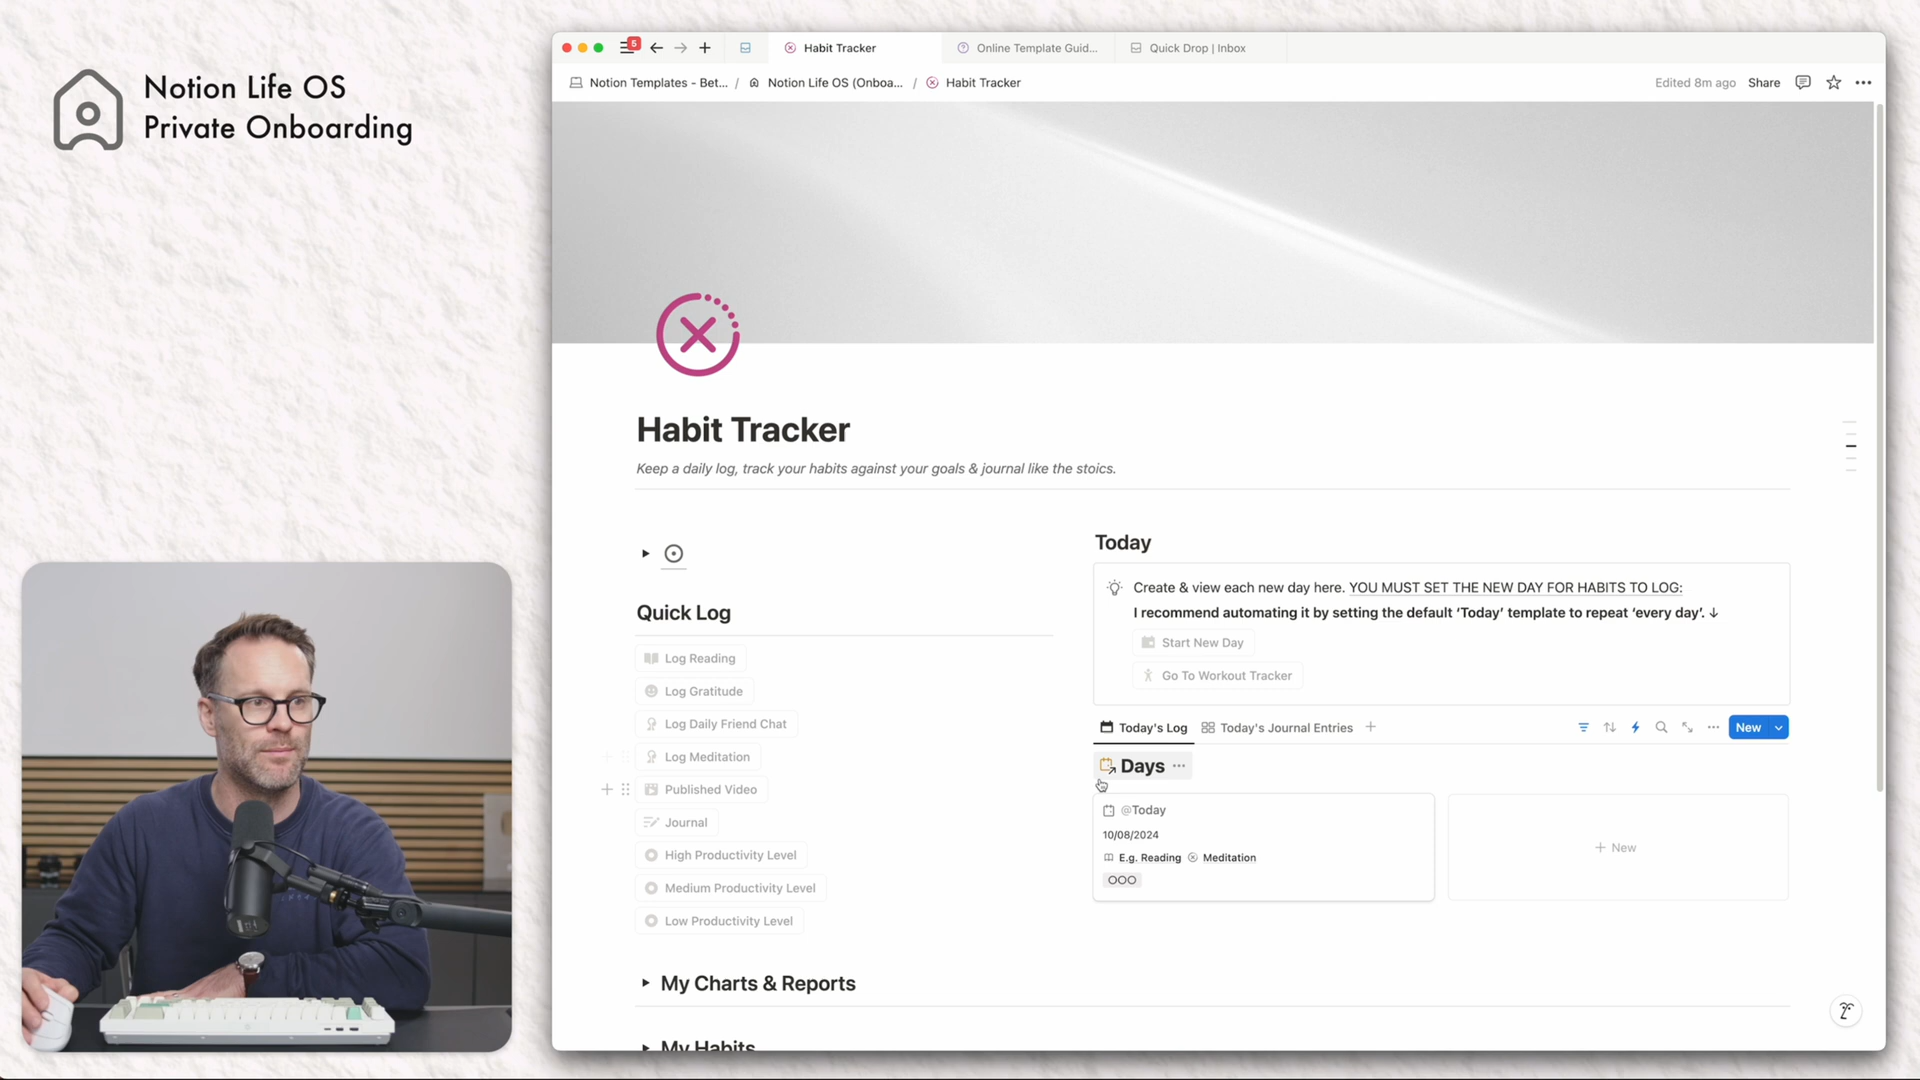 Notion Life OS
Private Onboarding
5
Habit Tracker
Online Template Guid...
Quick Drop | Inbox
Notion Templates - Bet... / Notion Life OS (Onboa... / Habit Tracker
Edited 8m ago
Share
Habit Tracker
Keep a daily log, track your habits against your goals & journal like the stoics.
Quick Log
Log Reading
Log Gratitude
Log Daily Friend Chat
Log Meditation
Published Video
Journal
High Productivity Level
Medium Productivity Level
Low Productivity Level
My Charts & Reports
My Habits
Today
Create & view each new day here. YOU MUST SET THE NEW DAY FOR HABITS TO LOG:
I recommend automating it by setting the default ‘Today’ template to repeat ‘every day’. ↓
Start New Day
Go To Workout Tracker
Today's Log
Today's Journal Entries
New
Days
@Today
10/08/2024
E.g. Reading Meditation
OOO
+ New